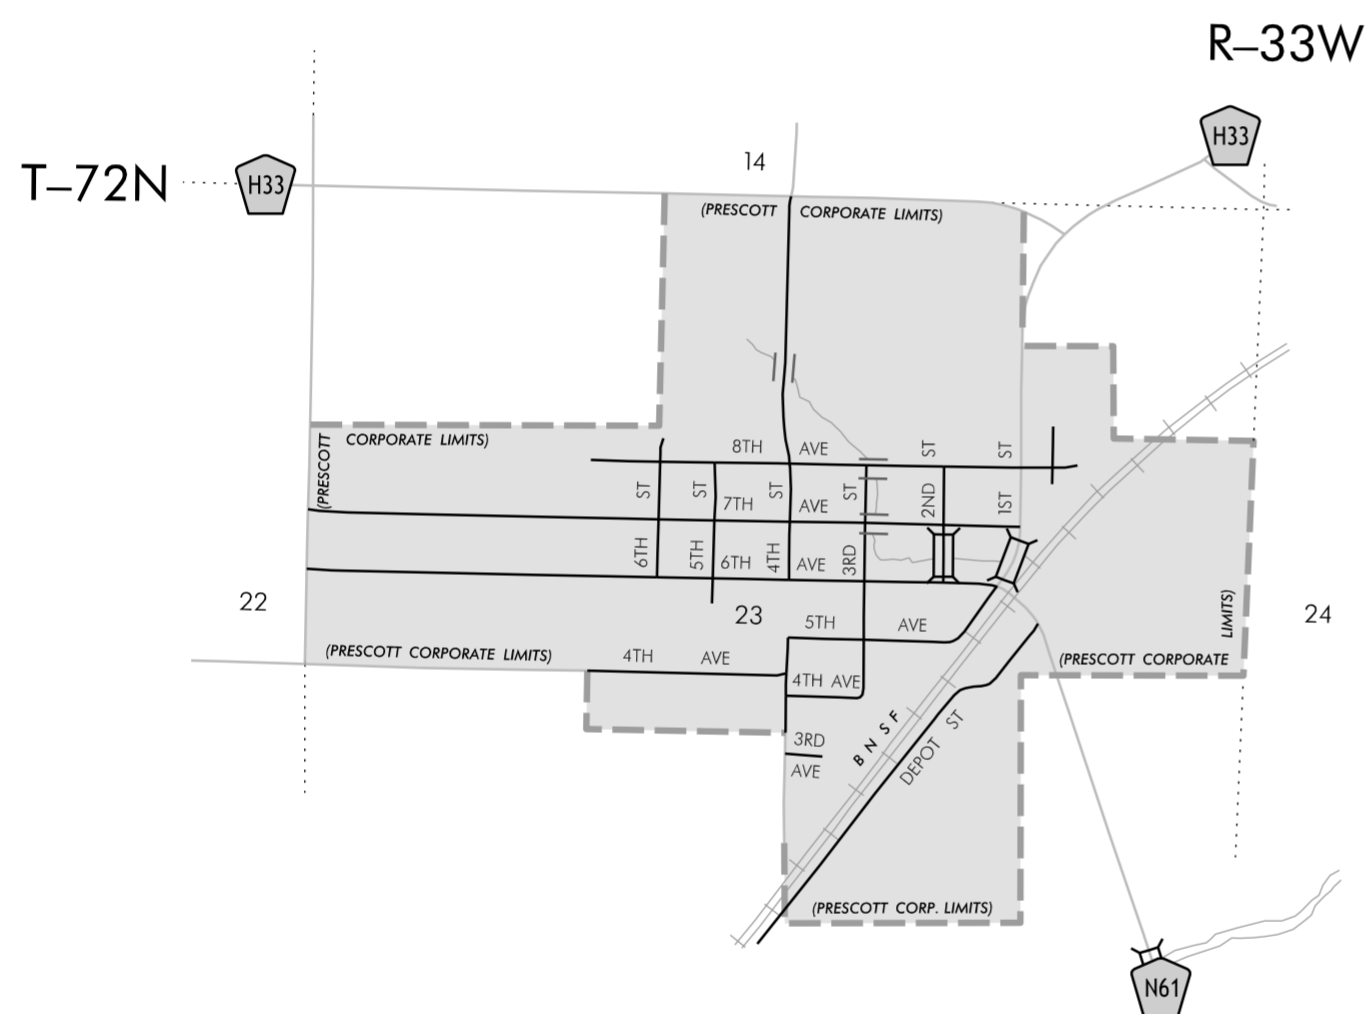 R–33W
H33
14
T–72N
H33
(PRESCOTT CORPORATE LIMITS)
(PRESCOTT CORPORATE LIMITS)
8TH AVE
ST
ST
ST
ST
ST
ST
7TH AVE
2ND
1ST
6TH
5TH
6TH AVE
4TH
3RD
22
23
24
5TH AVE
LIMITS)
(PRESCOTT CORPORATE
(PRESCOTT CORPORATE LIMITS)
4TH AVE
4TH AVE
BNSF
DEPOT ST
3RD
AVE
(PRESCOTT CORP. LIMITS)
N61